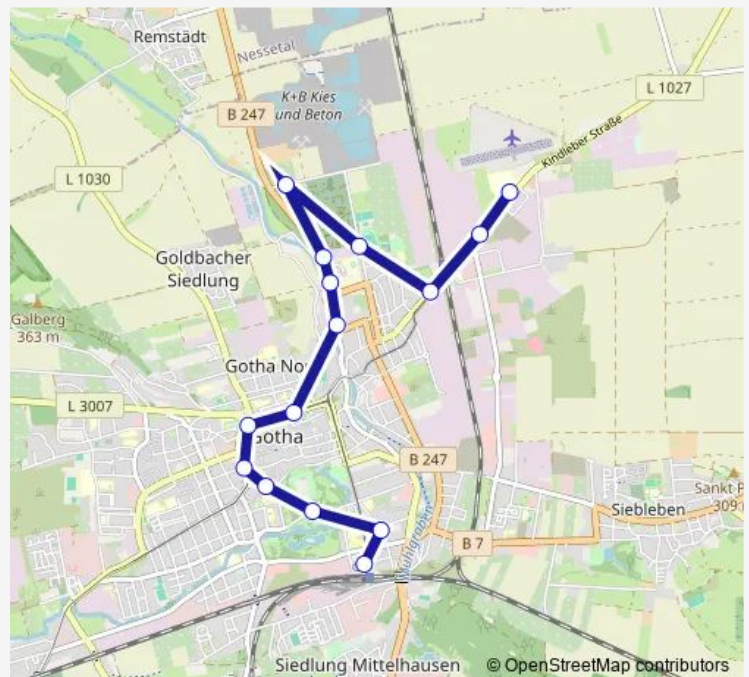 Remstädt
Nessetal
K+B Kies
und Beton
B 247
L 1027
Kindleber Straße
L 1030
Goldbacher
Siedlung
Galberg
363 m
Gotha
L 3007
Gotha
B 247
Siebleben
309
B 7
Siedlung Mittelhausen
© OpenStreetMap contributors